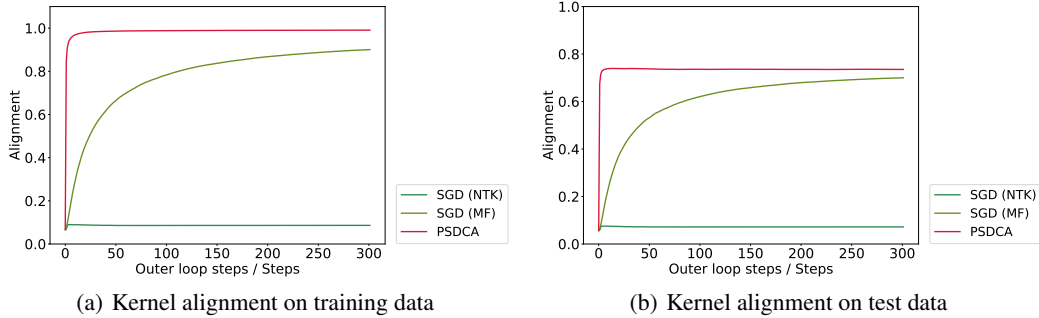 Alignment
1.0
0.8
0.6
0.4
0.2
0.0
0
50
100
150
200
250
300
Outer loop steps / Steps
SGD (NTK)
SGD (MF)
PSDCA
(a) Kernel alignment on training data
Alignment
1.0
0.8
0.6
0.4
0.2
0.0
0
50
100
150
200
250
300
Outer loop steps / Steps
SGD (NTK)
SGD (MF)
PSDCA
(b) Kernel alignment on test data